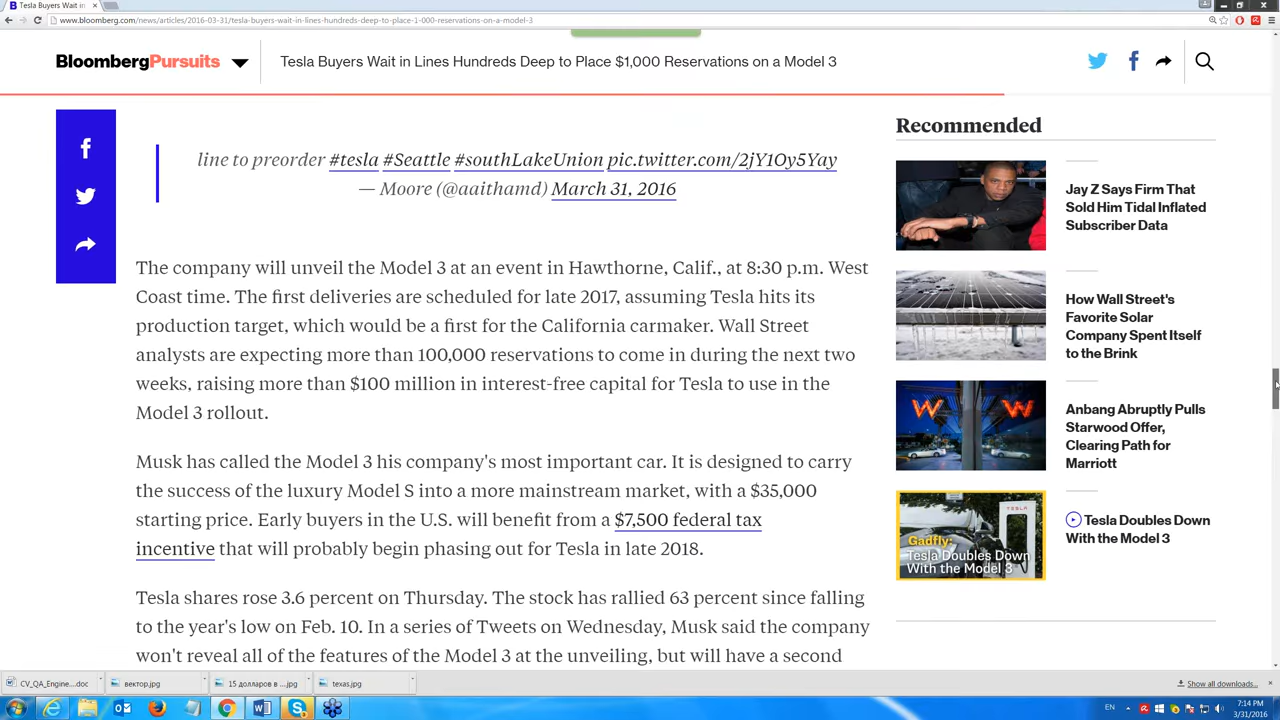 Tesla Buyers Wait in
www.bloomberg.com/news/articles/2016-03-31/tesla-buyers-wait-in-lines-hundreds-deep-to-place-1-000-reservations-on-a-model-3
BloombergPursuits
Tesla Buyers Wait in Lines Hundreds Deep to Place $1,000 Reservations on a Model 3
line to preorder #tesla #Seattle #southLakeUnion pic.twitter.com/2jY1Oy5Yay
— Moore (@aaithamd) March 31, 2016
The company will unveil the Model 3 at an event in Hawthorne, Calif., at 8:30 p.m. West
Coast time. The first deliveries are scheduled for late 2017, assuming Tesla hits its
production target, which would be a first for the California carmaker. Wall Street
analysts are expecting more than 100,000 reservations to come in during the next two
weeks, raising more than $100 million in interest-free capital for Tesla to use in the
Model 3 rollout.
Musk has called the Model 3 his company's most important car. It is designed to carry
the success of the luxury Model S into a more mainstream market, with a $35,000
starting price. Early buyers in the U.S. will benefit from a $7,500 federal tax
incentive that will probably begin phasing out for Tesla in late 2018.
Tesla shares rose 3.6 percent on Thursday. The stock has rallied 63 percent since falling
to the year's low on Feb. 10. In a series of Tweets on Wednesday, Musk said the company
won't reveal all of the features of the Model 3 at the unveiling, but will have a second
Recommended
Jay Z Says Firm That
Sold Him Tidal Inflated
Subscriber Data
How Wall Street's
Favorite Solar
Company Spent Itself
to the Brink
W W
Anbang Abruptly Pulls
Starwood Offer,
Clearing Path for
Marriott
TESLA
Gadfly:
Tesla Doubles Down
With the Model 3
Tesla Doubles Down
With the Model 3
CV_QA_Engine....doc
вектор.jpg
15 долларов в ....jpg
texas.jpg
Show all downloads...
EN
7:14 PM
3/31/2016